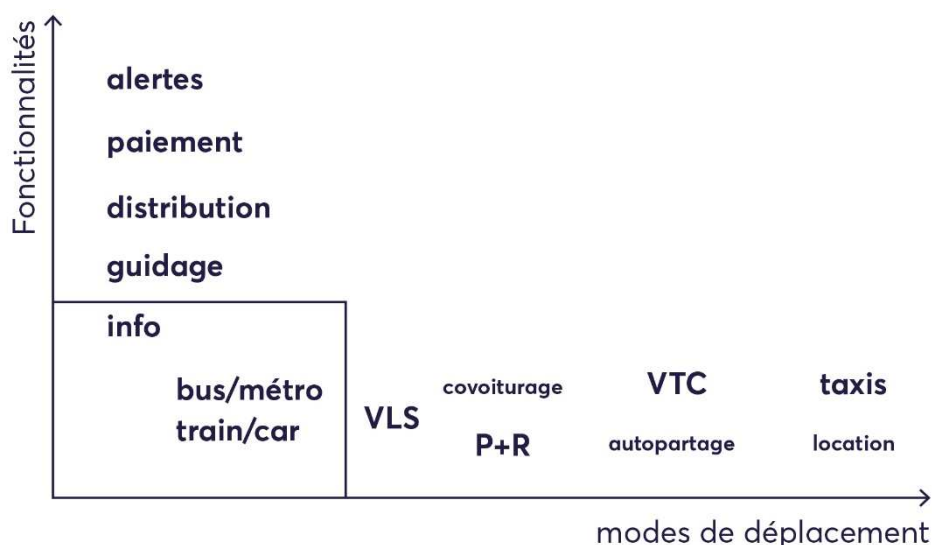 Fonctionnalités
alertes
paiement
distribution
guidage
info
bus/métro
train/car
VLS
covoiturage
P+R
VTC
autopartage
taxis
location
modes de déplacement